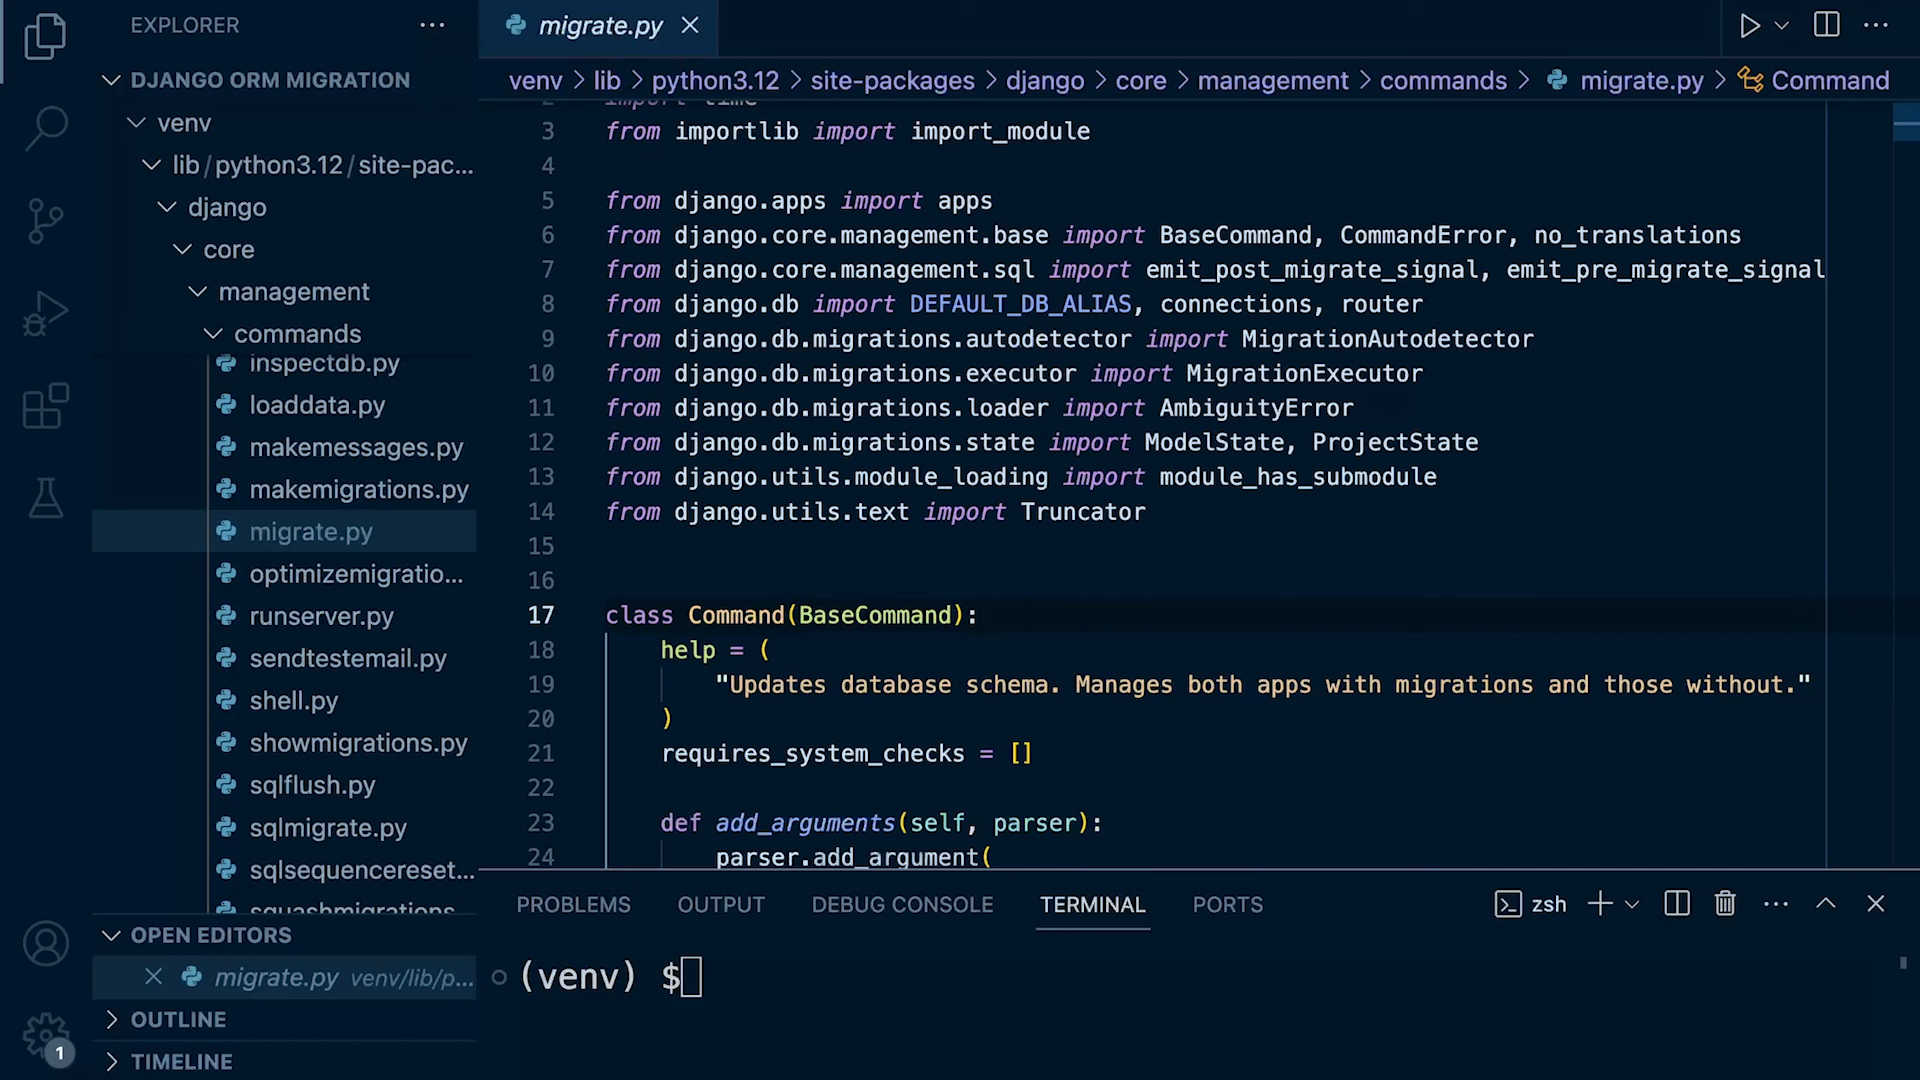 EXPLORER
DJANGO ORM MIGRATION
venv
lib/python3.12/site-pac...
django
core
management
commands
inspectdb.py
loaddata.py
makemessages.py
makemigrations.py
migrate.py
optimizemigratio...
runserver.py
sendtestemail.py
shell.py
showmigrations.py
sqlflush.py
sqlmigrate.py
sqlsequencereset...
squashmigrations
OPEN EDITORS
migrate.py venv/lib/p...
OUTLINE
TIMELINE
1
migrate.py
venv > lib > python3.12 > site-packages > django > core > management > commands > migrate.py > Command
2 import time
3 from importlib import import_module
4
5 from django.apps import apps
6 from django.core.management.base import BaseCommand, CommandError, no_translations
7 from django.core.management.sql import emit_post_migrate_signal, emit_pre_migrate_signal
8 from django.db import DEFAULT_DB_ALIAS, connections, router
9 from django.db.migrations.autodetector import MigrationAutodetector
10 from django.db.migrations.executor import MigrationExecutor
11 from django.db.migrations.loader import AmbiguityError
12 from django.db.migrations.state import ModelState, ProjectState
13 from django.utils.module_loading import module_has_submodule
14 from django.utils.text import Truncator
15
16
17 class Command(BaseCommand):
18 help = (
19 "Updates database schema. Manages both apps with migrations and those without."
20 )
21 requires_system_checks = []
22
23 def add_arguments(self, parser):
24 parser.add_argument(
PROBLEMS OUTPUT DEBUG CONSOLE TERMINAL PORTS zsh
(venv) $